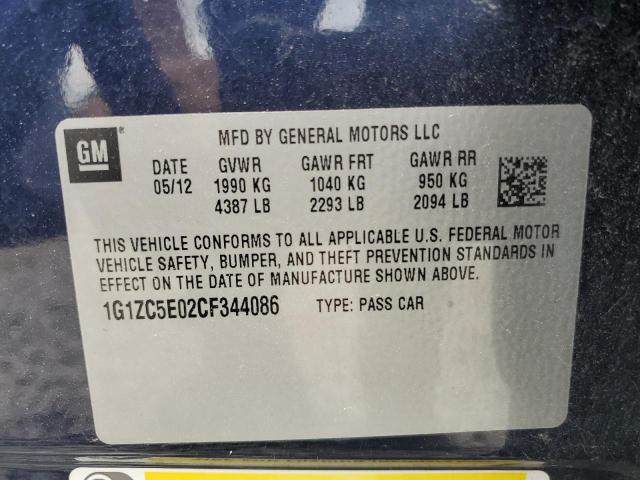 GM
MFD BY GENERAL MOTORS LLC
DATE GVWR GAWR FRT GAWR RR
05/12 1990 KG 1040 KG 950 KG
4387 LB 2293 LB 2094 LB
THIS VEHICLE CONFORMS TO ALL APPLICABLE U.S. FEDERAL MOTOR
VEHICLE SAFETY, BUMPER, AND THEFT PREVENTION STANDARDS IN
EFFECT ON THE DATE OF MANUFACTURE SHOWN ABOVE.
1G1ZC5E02CF344086 TYPE: PASS CAR